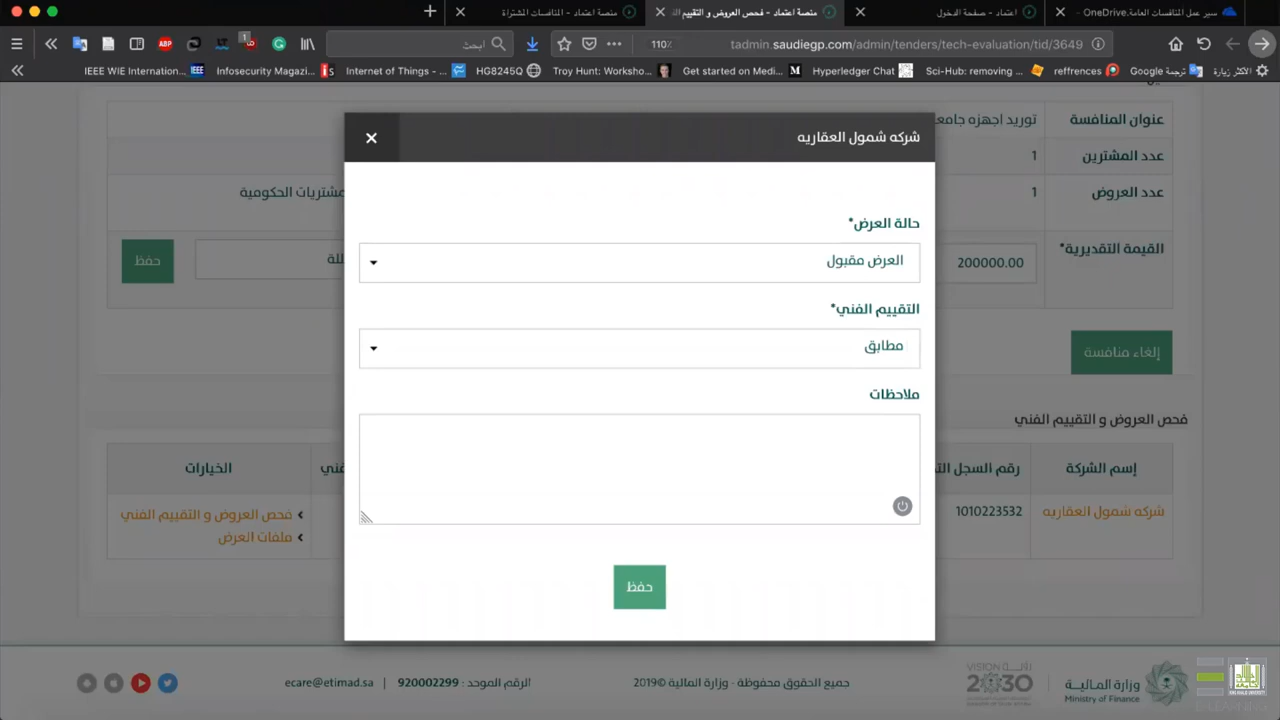 سير عمل المنافسات العامة.OneDrive
اعتماد - صفحة الدخول
منصة اعتماد - فحص العروض و التقييم الفني
منصة اعتماد - المنافسات المشتراة
tadmin.saudiegp.com/admin/tenders/tech-evaluation/tid/3649
110٪
ابحث
الأكثر زيارة
ترجمة Google
reffrences
Sci-Hub: removing ...
Hyperledger Chat
Get started on Medi...
Troy Hunt: Worksho...
HG8245Q
Internet of Things - ...
Infosecurity Magazi...
IEEE WIE Internation...
شركه شمول العقاريه
عنوان المنافسة
توريد اجهزه جامع
عدد المشترين
1
عدد العروض
1
مشتريات الحكومية
القيمة التقديرية*
200000.00
حفظ
إلغاء منافسة
حالة العرض*
العرض مقبول
التقييم الفني*
مطابق
ملاحظات
حفظ
فحص العروض و التقييم الفني
إسم الشركة
رقم السجل الت
الخيارات
شركه شمول العقاريه
1010223532
فحص العروض و التقييم الفني
ملفات العرض
وزارة المالية
Ministry of Finance
VISION رؤيـــة
2030
جميع الحقوق محفوظة - وزارة المالية 2019©
الرقم الموحد : 920002299 | ecare@etimad.sa